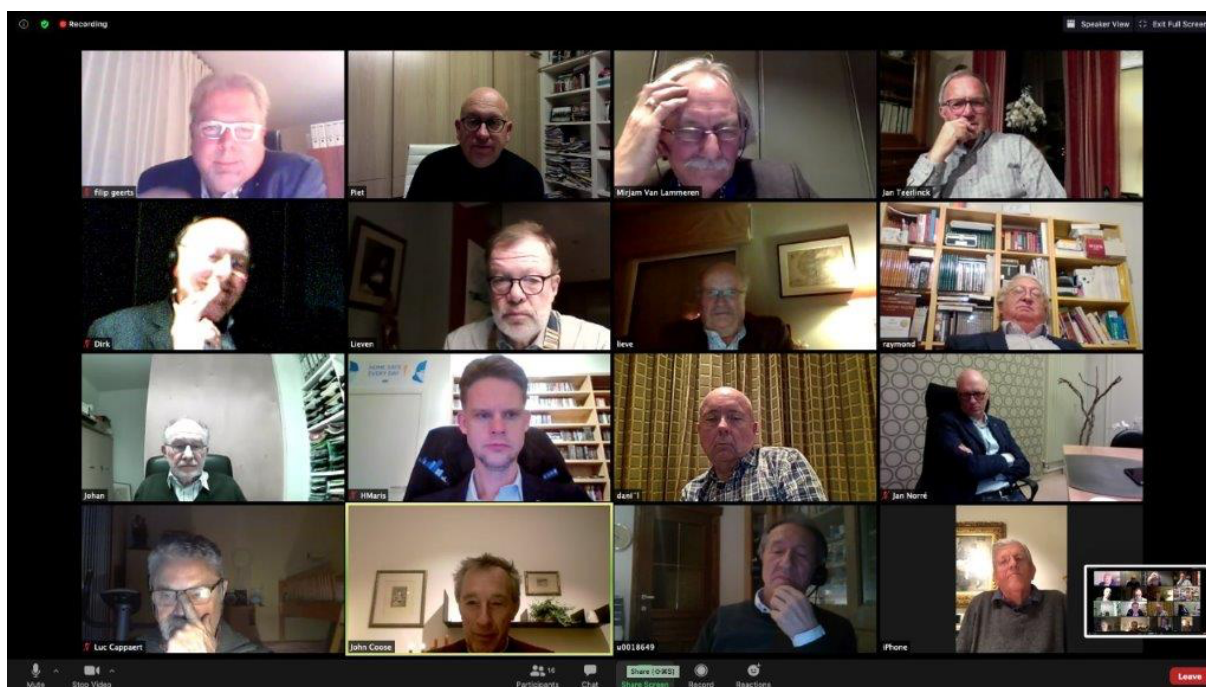 Recording
Speaker View
Exit Full Screen
filip geerts
Piet
Mirjam Van Lammeren
Jan Teerlinck
Dirk
Lieven
lieve
raymond
Johan
HMaris
dani''l
Jan Norré
Luc Cappaert
John Coose
u0018649
iPhone
Mute
Stop Video
Participants
16
Chat
Share Screen
Record
Reactions
Leave